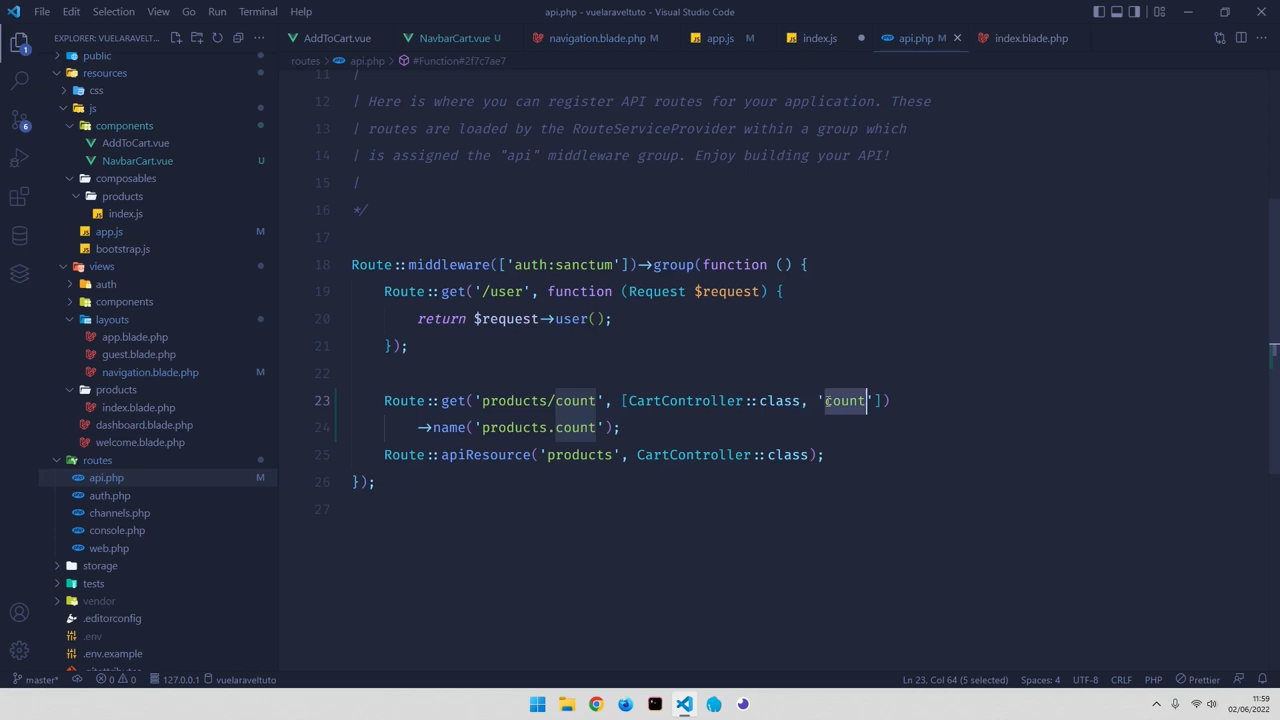 File Edit Selection View Go Run Terminal Help
api.php - vuelaraveltuto - Visual Studio Code
EXPLORER: VUELARAVELT...
AddToCart.vue
NavbarCart.vue U
navigation.blade.php M
app.js M
index.js
api.php M
index.blade.php
routes > api.php > #Function#2f7c7ae7
public
resources
css
js
components
AddToCart.vue
NavbarCart.vue U
composables
products
index.js
app.js M
bootstrap.js
views
auth
components
layouts
app.blade.php
guest.blade.php
navigation.blade.php M
products
index.blade.php
dashboard.blade.php
welcome.blade.php
routes
api.php M
auth.php
channels.php
console.php
web.php
storage
tests
vendor
.editorconfig
.env
.env.example
11 |
12 | Here is where you can register API routes for your application. These
13 | routes are loaded by the RouteServiceProvider within a group which
14 | is assigned the "api" middleware group. Enjoy building your API!
15 |
16 */
17
18 Route::middleware(['auth:sanctum'])->group(function () {
19 Route::get('/user', function (Request $request) {
20 return $request->user();
21 });
22
23 Route::get('products/count', [CartController::class, 'count'])
24 ->name('products.count');
25 Route::apiResource('products', CartController::class);
26 });
27
1
6
master* 0 0 127.0.0.1 vuelaraveltuto
Ln 23, Col 64 (5 selected) Spaces: 4 UTF-8 CRLF PHP Prettier
11:59
02/06/2022